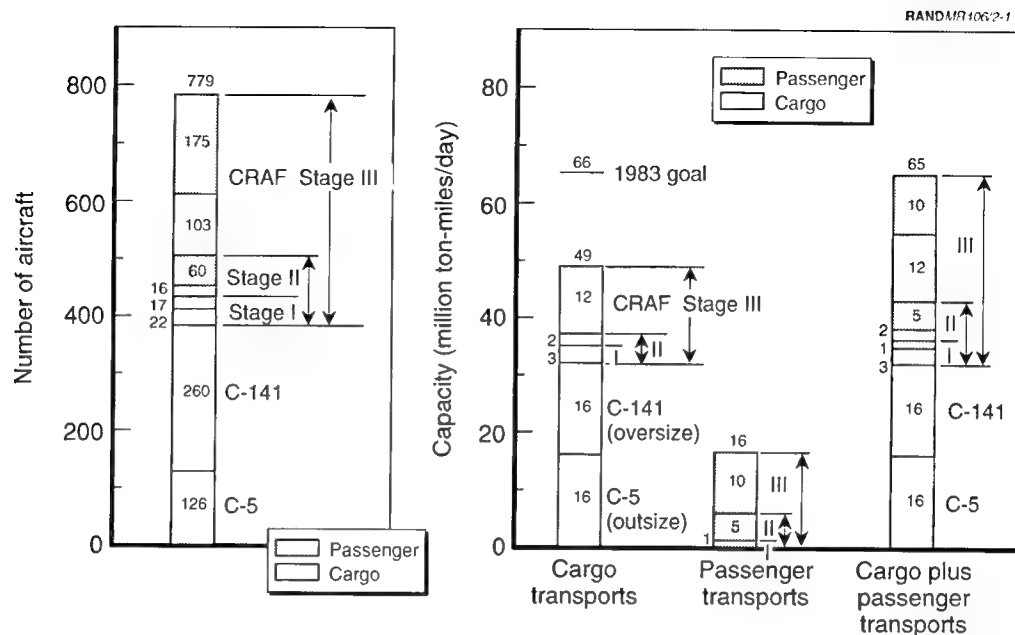 RANDMR106/2-1
Number of aircraft
800
600
400
200
0
779
175
103
60
16
17
22
260
126
CRAF Stage III
Stage II
Stage I
C-141
C-5
Passenger
Cargo
Capacity (million ton-miles/day)
80
60
40
20
0
Passenger
Cargo
66
1983 goal
49
12
2
3
16
16
CRAF Stage III
II
I
C-141
(oversize)
C-5
(outsize)
16
10
5
1
III
II
I
65
10
12
5
2
1
3
16
16
III
II
I
C-141
C-5
Cargo
transports
Passenger
transports
Cargo plus
passenger
transports